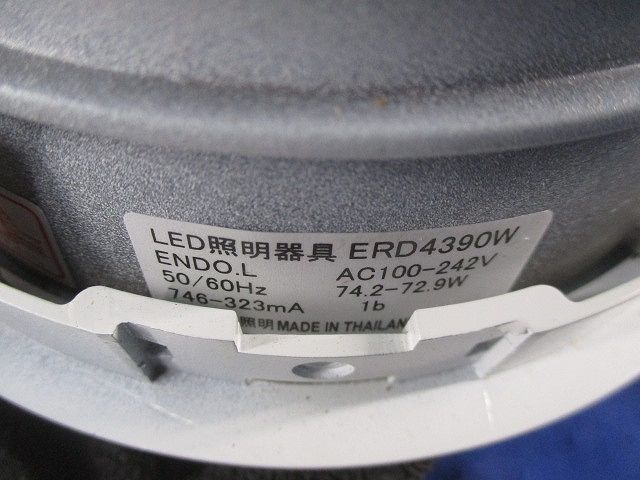 LED照明器具 ERD4390W
ENDO.L AC100-242V
50/60Hz 74.2-72.9W
746-323mA 1b
照明 MADE IN THAILAN